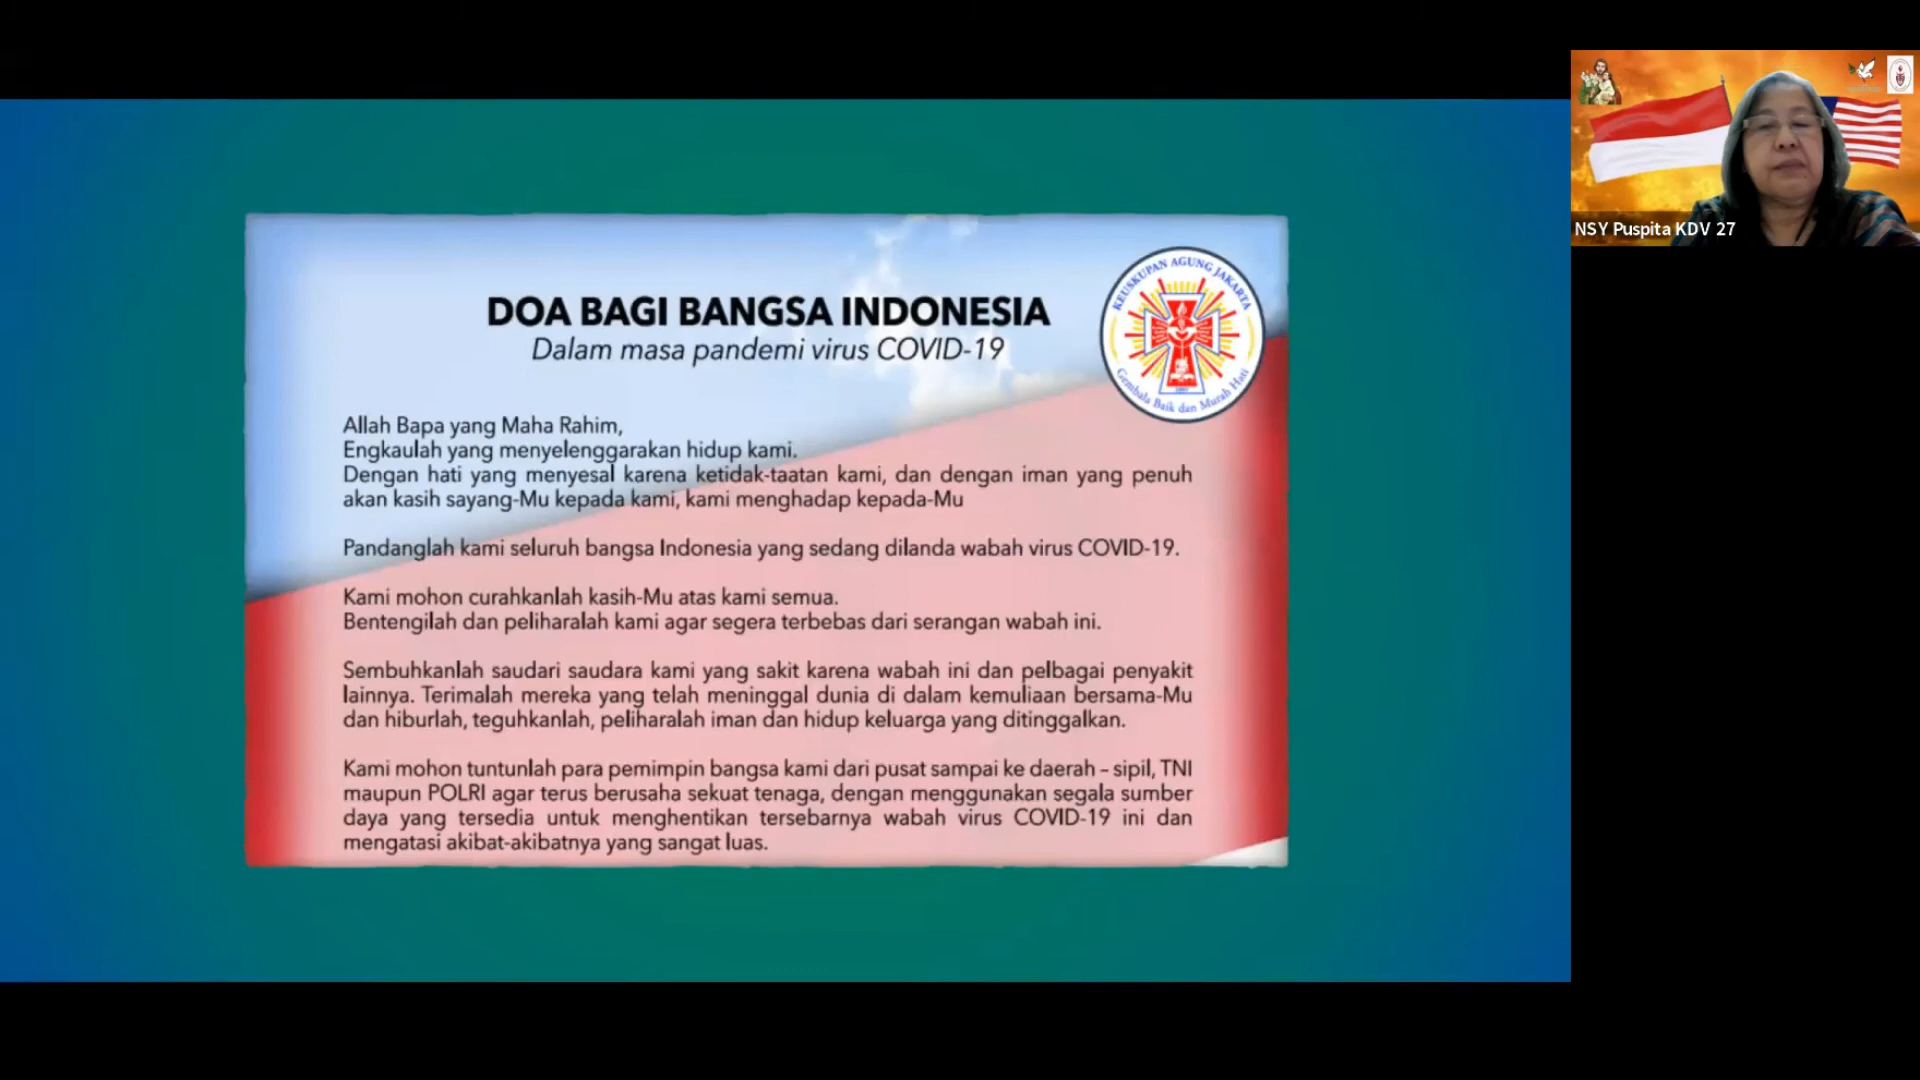 DOA BAGI BANGSA INDONESIA
Dalam masa pandemi virus COVID-19
KEUSKUPAN AGUNG JAKARTA
Gembala Baik dan Murah Hati
Allah Bapa yang Maha Rahim,
Engkaulah yang menyelenggarakan hidup kami.
Dengan hati yang menyesal karena ketidak-taatan kami, dan dengan iman yang penuh
akan kasih sayang-Mu kepada kami, kami menghadap kepada-Mu
Pandanglah kami seluruh bangsa Indonesia yang sedang dilanda wabah virus COVID-19.
Kami mohon curahkanlah kasih-Mu atas kami semua.
Bentengilah dan peliharalah kami agar segera terbebas dari serangan wabah ini.
Sembuhkanlah saudari saudara kami yang sakit karena wabah ini dan pelbagai penyakit
lainnya. Terimalah mereka yang telah meninggal dunia di dalam kemuliaan bersama-Mu
dan hiburlah, teguhkanlah, peliharalah iman dan hidup keluarga yang ditinggalkan.
Kami mohon tuntunlah para pemimpin bangsa kami dari pusat sampai ke daerah – sipil, TNI
maupun POLRI agar terus berusaha sekuat tenaga, dengan menggunakan segala sumber
daya yang tersedia untuk menghentikan tersebarnya wabah virus COVID-19 ini dan
mengatasi akibat-akibatnya yang sangat luas.
NSY Puspita KDV 27